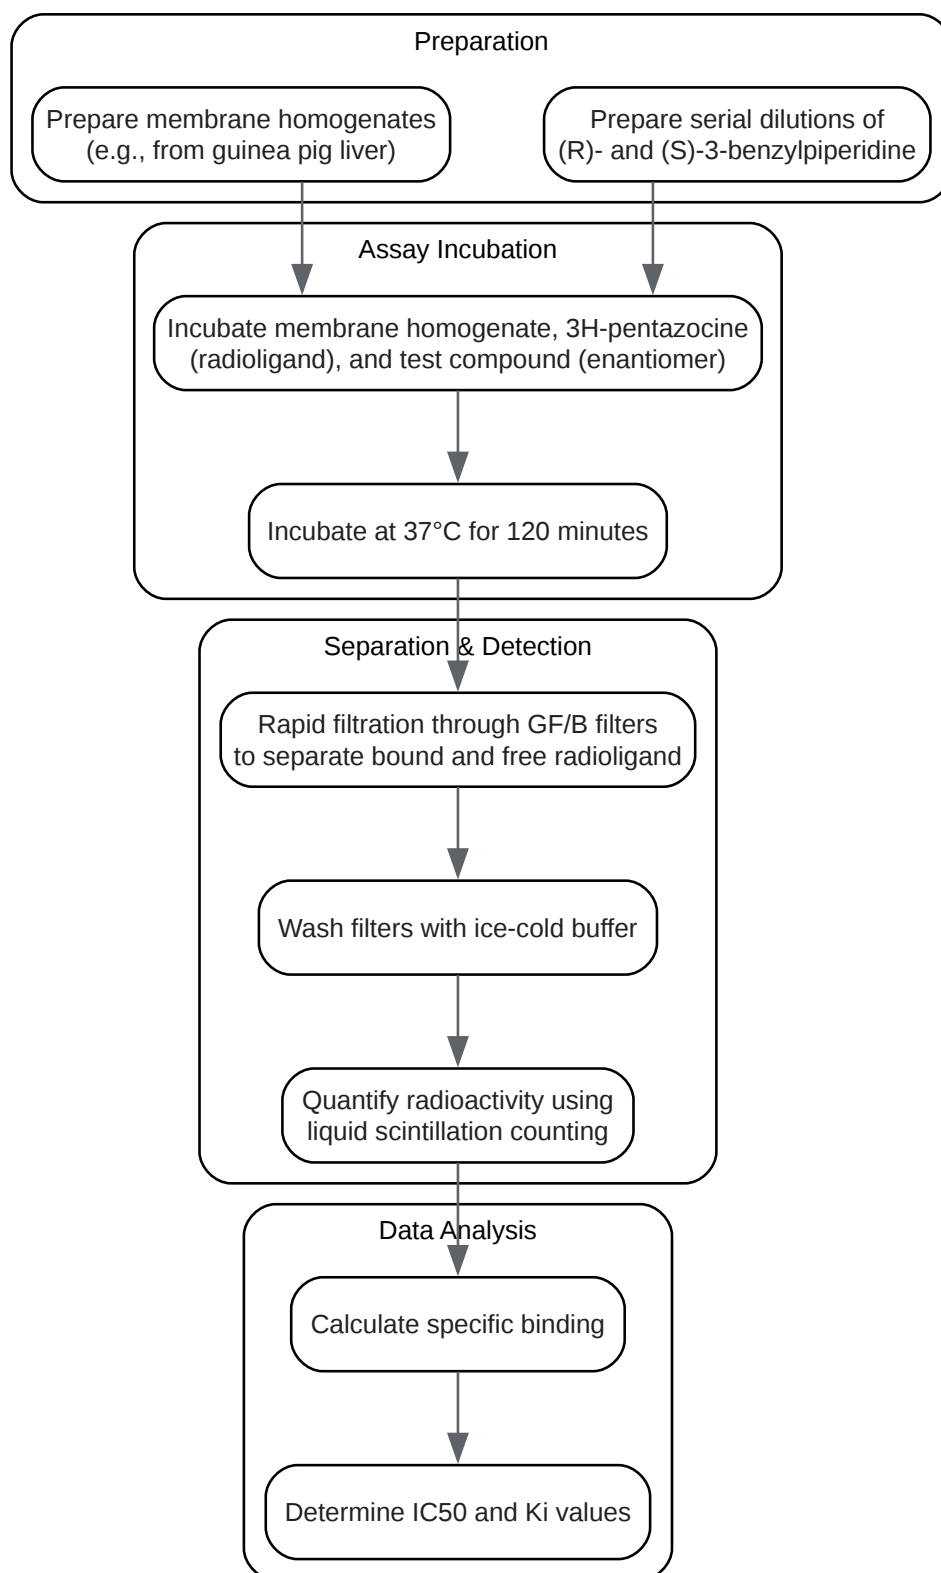 Preparation
Prepare membrane homogenates
(e.g., from guinea pig liver)
Prepare serial dilutions of
(R)- and (S)-3-benzylpiperidine
Assay Incubation
Incubate membrane homogenate, 3H-pentazocine
(radioligand), and test compound (enantiomer)
Incubate at 37°C for 120 minutes
Separation & Detection
Rapid filtration through GF/B filters
to separate bound and free radioligand
Wash filters with ice-cold buffer
Quantify radioactivity using
liquid scintillation counting
Data Analysis
Calculate specific binding
Determine IC50 and Ki values